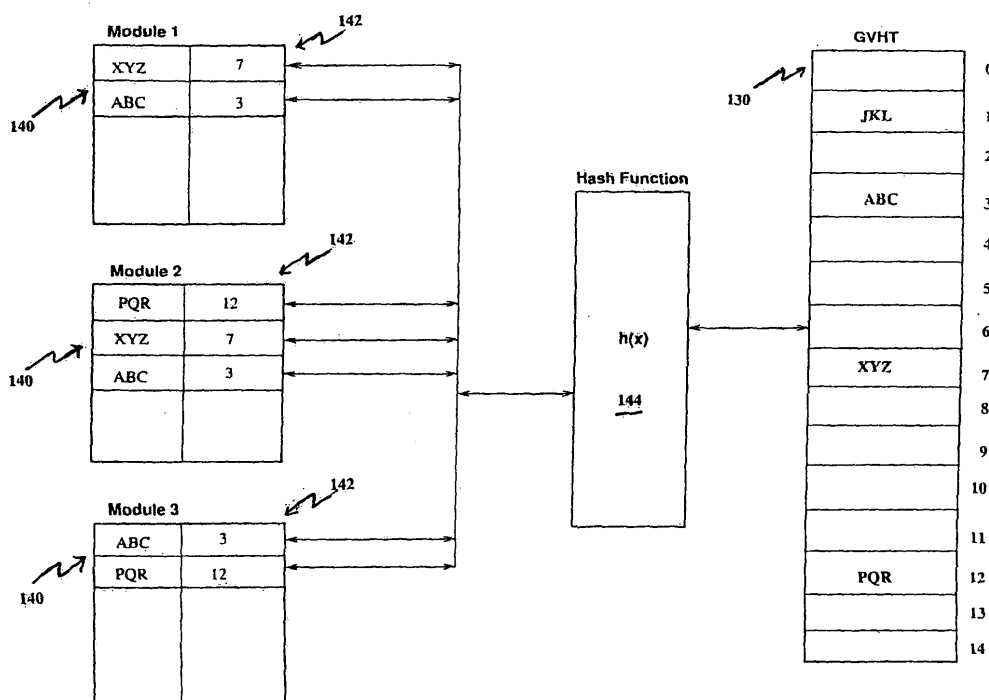 Module 1
142
XYZ 7
ABC 3
140
Module 2
142
PQR 12
XYZ 7
ABC 3
140
Module 3
142
ABC 3
PQR 12
140
Hash Function
h(x)
144
GVHT
130
0
JKL 1
2
ABC 3
4
5
6
XYZ 7
8
9
10
11
PQR 12
13
14